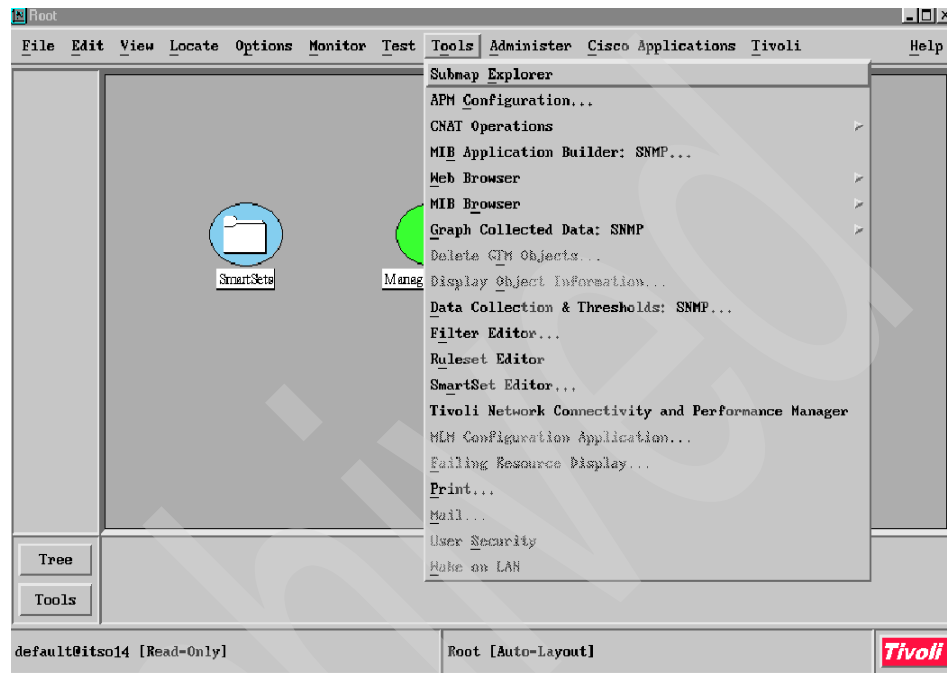 Root
File Edit View Locate Options Monitor Test Tools Administer Cisco Applications Tivoli Help
Submap Explorer
APM Configuration...
CNAT Operations
MIB Application Builder: SNMP...
Web Browser
MIB Browser
Graph Collected Data: SNMP
Delete GTM Objects...
Display Object Information...
Data Collection & Thresholds: SNMP...
Filter Editor...
Ruleset Editor
SmartSet Editor...
Tivoli Network Connectivity and Performance Manager
MLM Configuration Application...
Failing Resource Display...
Print...
Mail...
User Security
Wake on LAN
SmartSets
Manag
Tree
Tools
default@itso14 [Read-Only]
Root [Auto-Layout]
Tivoli